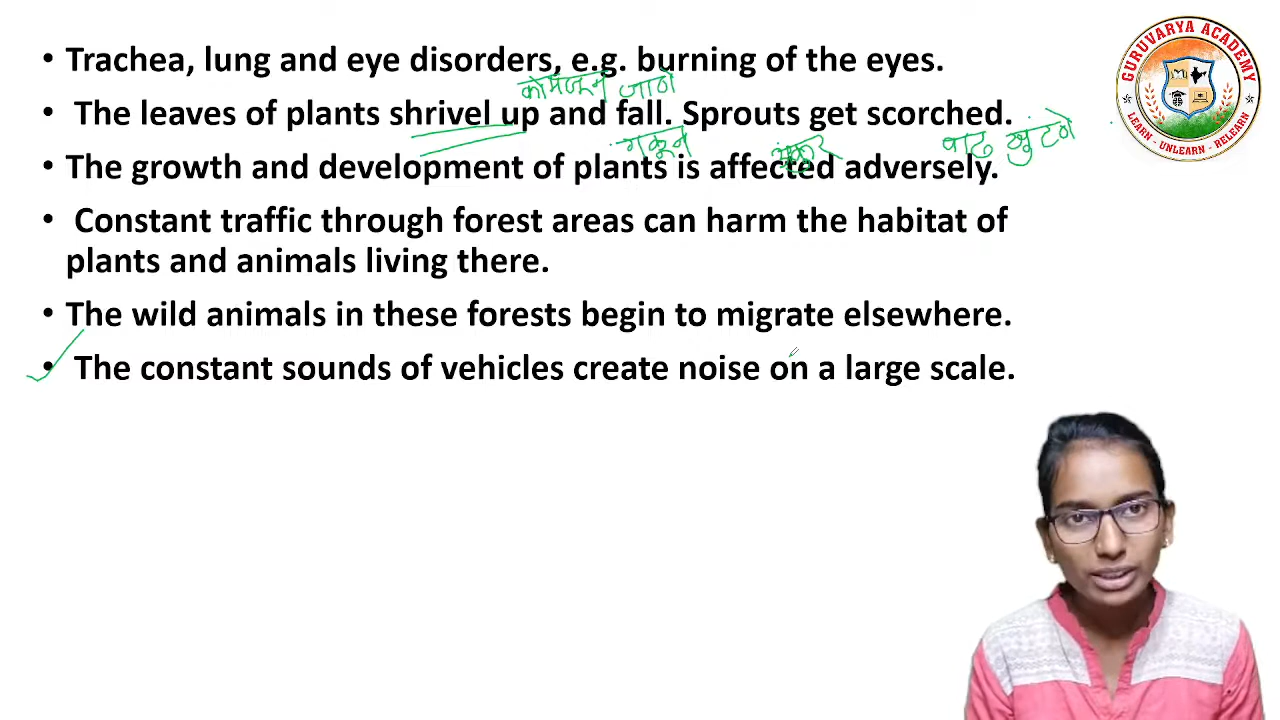 • Trachea, lung and eye disorders, e.g. burning of the eyes.
कोमेजून जाणे
• The leaves of plants shrivel up and fall. Sprouts get scorched.
गळून अंकुर वाढ खुंटणे
• The growth and development of plants is affected adversely.
• Constant traffic through forest areas can harm the habitat of
plants and animals living there.
• The wild animals in these forests begin to migrate elsewhere.
• The constant sounds of vehicles create noise on a large scale.
GURUVARYA ACADEMY
LEARN - UNLEARN - RELEARN